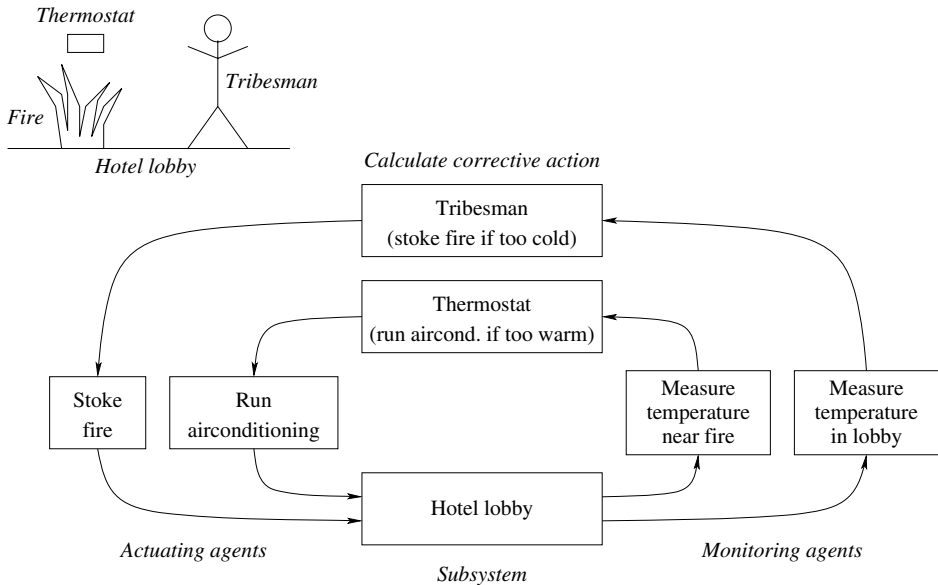 Thermostat
Tribesman
Fire
Hotel lobby
Calculate corrective action
Tribesman
(stoke fire if too cold)
Thermostat
(run aircond. if too warm)
Stoke
fire
Run
airconditioning
Measure
temperature
near fire
Measure
temperature
in lobby
Hotel lobby
Actuating agents
Monitoring agents
Subsystem